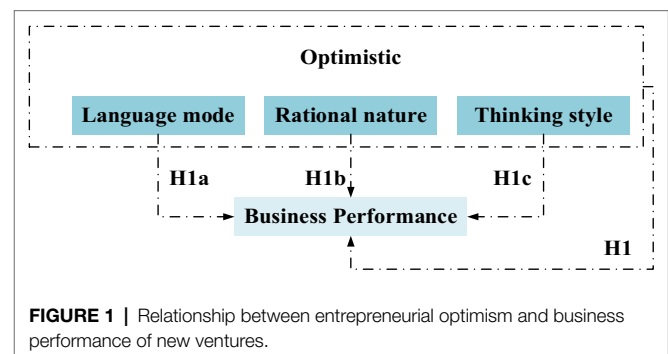 Optimistic
Language mode Rational nature Thinking style
H1a H1b H1c
Business Performance
H1
FIGURE 1 | Relationship between entrepreneurial optimism and business
performance of new ventures.